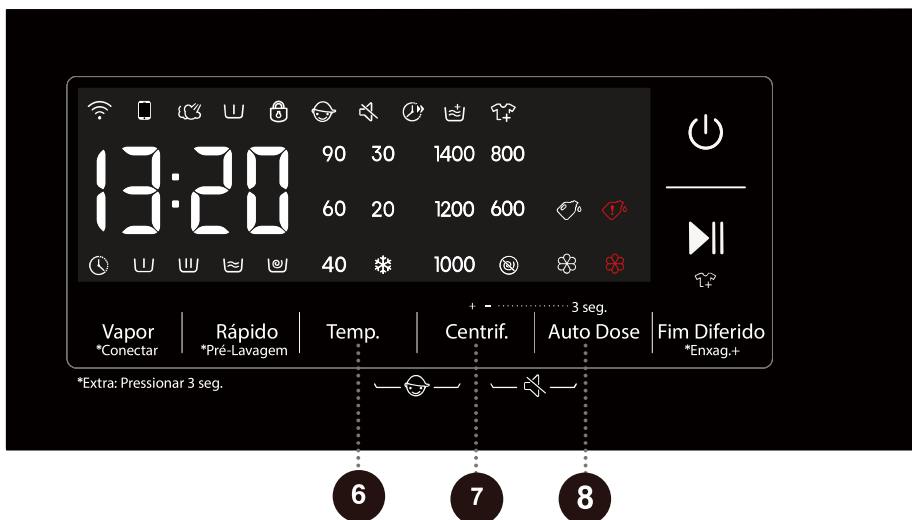 13:20
90 30 1400 800
60 20 1200 600
40 1000
+ - 3 seg.
Vapor Rápido Temp. Centrif. Auto Dose Fim Diferido
*Conectar *Pré-Lavagem *Enxag.+
*Extra: Pressionar 3 seg.
6 7 8